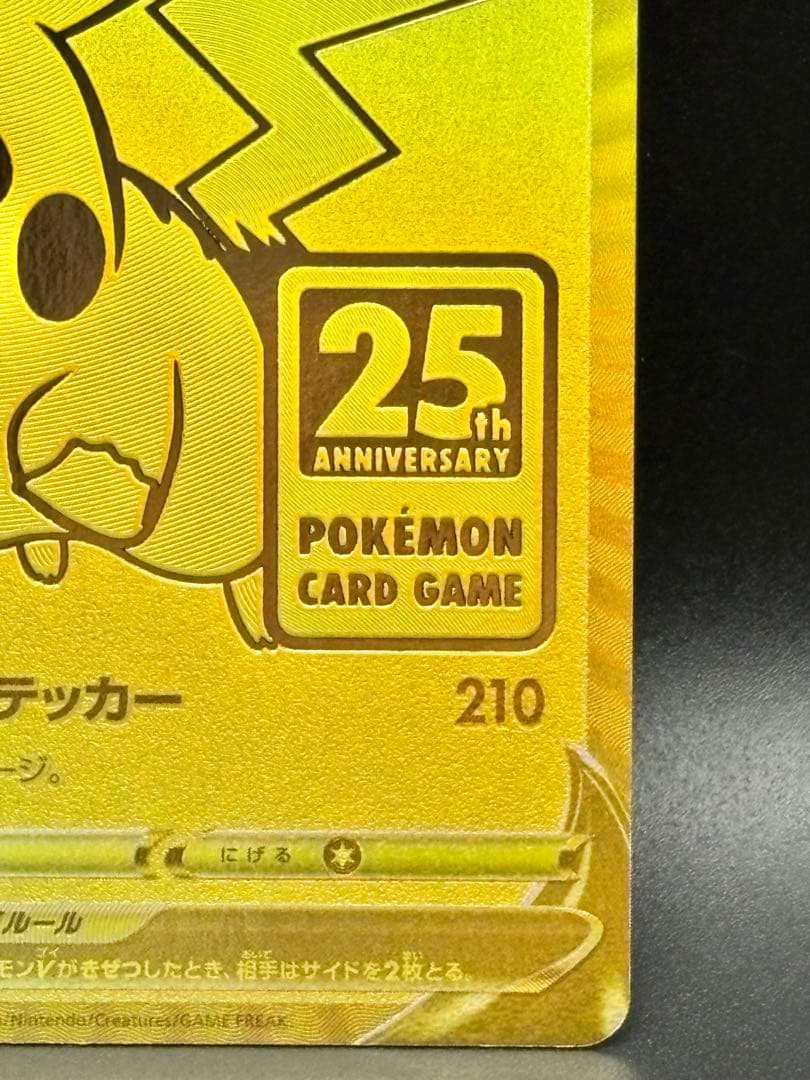 25th
ANNIVERSARY
POKÉMON
CARD GAME
テッカー 210
ージ。
にげる
ルール
モンVがきぜつしたとき、相手はサイドを2枚とる。
/Nintendo/Creatures/GAME FREAK